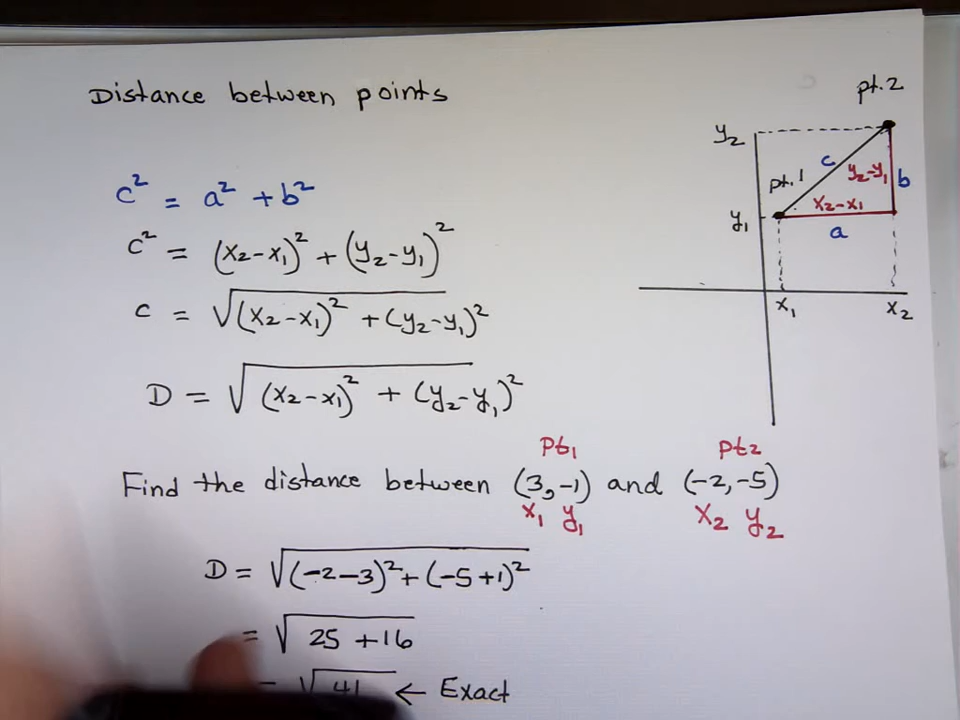 Distance between points
pt.2
y₂
c
pt.1
y₂-y₁
b
x₂-x₁
y₁
a
x₁
x₂
c² = a² + b²
c² = (x₂-x₁)² + (y₂-y₁)²
c = √(x₂-x₁)² + (y₂-y₁)²
D = √(x₂-x₁)² + (y₂-y₁)²
pt₁ pt₂
Find the distance between (3,-1) and (-2,-5)
x₁ y₁ x₂ y₂
D = √(-2-3)² + (-5+1)²
= √25 + 16
= √41 ← Exact